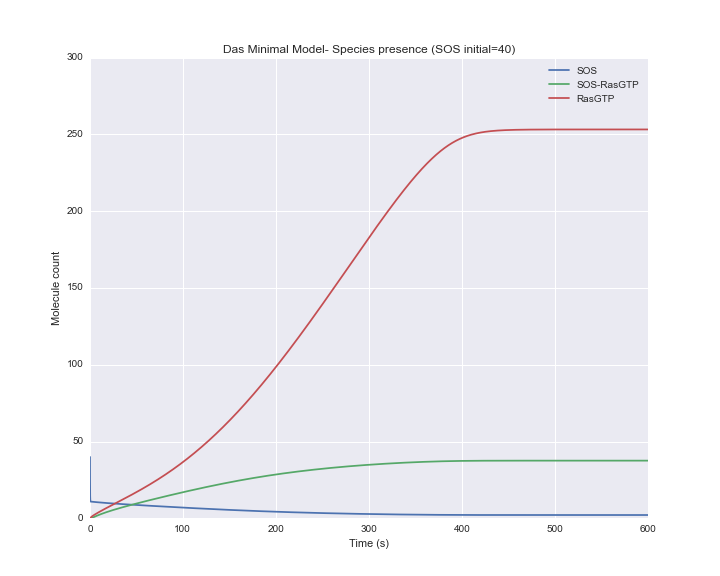 Das Minimal Model- Species presence (SOS initial=40)
300
250
200
150
100
50
0
Molecule count
SOS
SOS-RasGTP
RasGTP
0 100 200 300 400 500 600
Time (s)